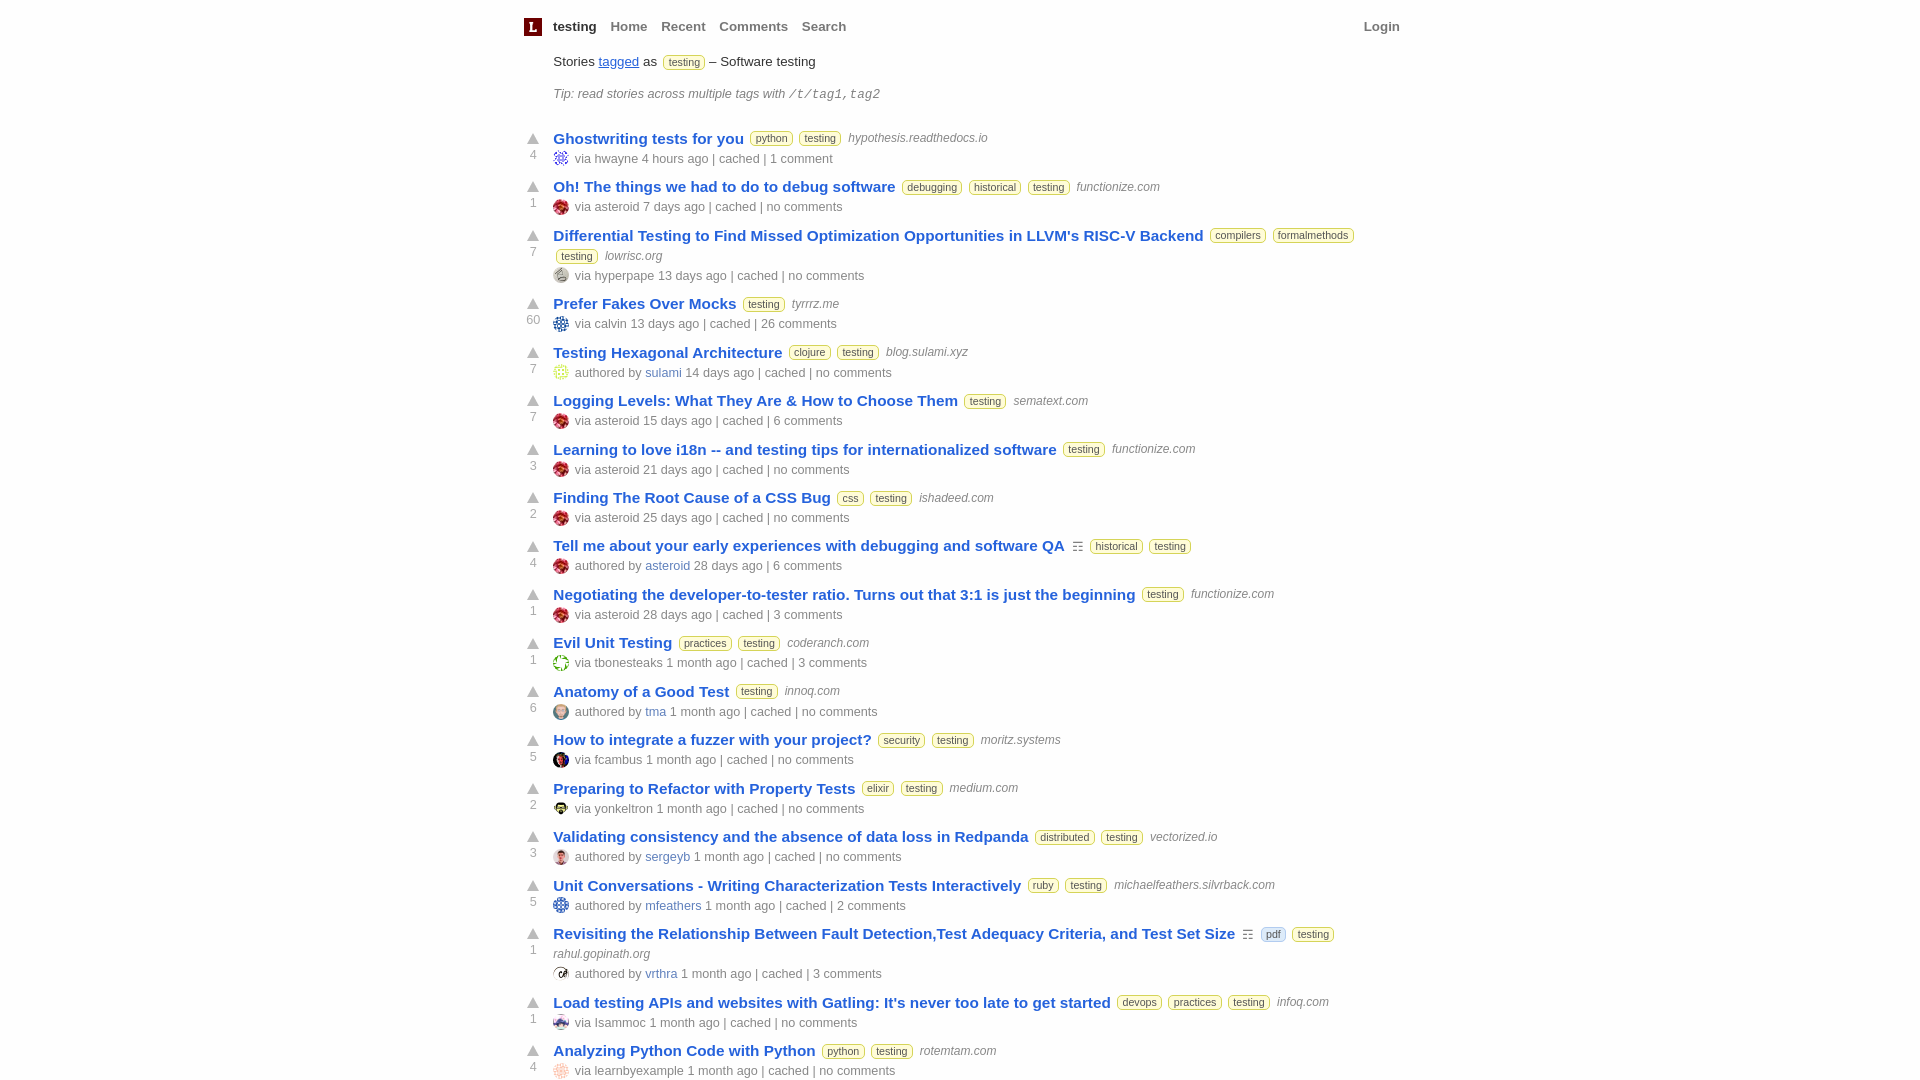 L testing Home Recent Comments Search Login
Stories tagged as testing – Software testing
Tip: read stories across multiple tags with /t/tag1,tag2
Ghostwriting tests for you python testing hypothesis.readthedocs.io
4
via hwayne 4 hours ago | cached | 1 comment
Oh! The things we had to do to debug software debugging historical testing functionize.com
1
via asteroid 7 days ago | cached | no comments
Differential Testing to Find Missed Optimization Opportunities in LLVM's RISC-V Backend compilers formalmethods
7
testing lowrisc.org
via hyperpape 13 days ago | cached | no comments
Prefer Fakes Over Mocks testing tyrrrz.me
60
via calvin 13 days ago | cached | 26 comments
Testing Hexagonal Architecture clojure testing blog.sulami.xyz
7
authored by sulami 14 days ago | cached | no comments
Logging Levels: What They Are & How to Choose Them testing sematext.com
7
via asteroid 15 days ago | cached | 6 comments
Learning to love i18n -- and testing tips for internationalized software testing functionize.com
3
via asteroid 21 days ago | cached | no comments
Finding The Root Cause of a CSS Bug css testing ishadeed.com
2
via asteroid 25 days ago | cached | no comments
Tell me about your early experiences with debugging and software QA ☶ historical testing
4
authored by asteroid 28 days ago | 6 comments
Negotiating the developer-to-tester ratio. Turns out that 3:1 is just the beginning testing functionize.com
1
via asteroid 28 days ago | cached | 3 comments
Evil Unit Testing practices testing coderanch.com
1
via tbonesteaks 1 month ago | cached | 3 comments
Anatomy of a Good Test testing innoq.com
6
authored by tma 1 month ago | cached | no comments
How to integrate a fuzzer with your project? security testing moritz.systems
5
via fcambus 1 month ago | cached | no comments
Preparing to Refactor with Property Tests elixir testing medium.com
2
via yonkeltron 1 month ago | cached | no comments
Validating consistency and the absence of data loss in Redpanda distributed testing vectorized.io
3
authored by sergeyb 1 month ago | cached | no comments
Unit Conversations - Writing Characterization Tests Interactively ruby testing michaelfeathers.silvrback.com
5
authored by mfeathers 1 month ago | cached | 2 comments
Revisiting the Relationship Between Fault Detection,Test Adequacy Criteria, and Test Set Size ☶ pdf testing
1
rahul.gopinath.org
authored by vrthra 1 month ago | cached | 3 comments
Load testing APIs and websites with Gatling: It's never too late to get started devops practices testing infoq.com
1
via Isammoc 1 month ago | cached | no comments
Analyzing Python Code with Python python testing rotemtam.com
4
via learnbyexample 1 month ago | cached | no comments